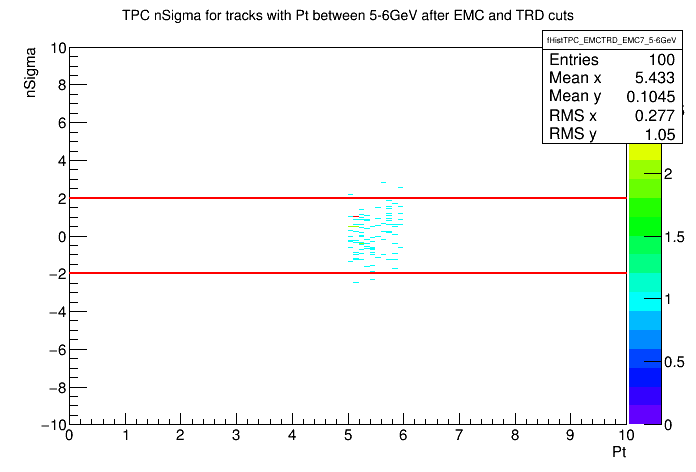 TPC nSigma for tracks with Pt between 5-6GeV after EMC and TRD cuts
fHistTPC_EMCTRD_EMC7_5-6GeV
Entries 100
Mean x 5.433
Mean y 0.1045
RMS x 0.277
RMS y 1.05
nSigma
10
8
6
4
2
0
−2
−4
−6
−8
−10
0 1 2 3 4 5 6 7 8 9 10
Pt
2
1.5
1
0.5
0